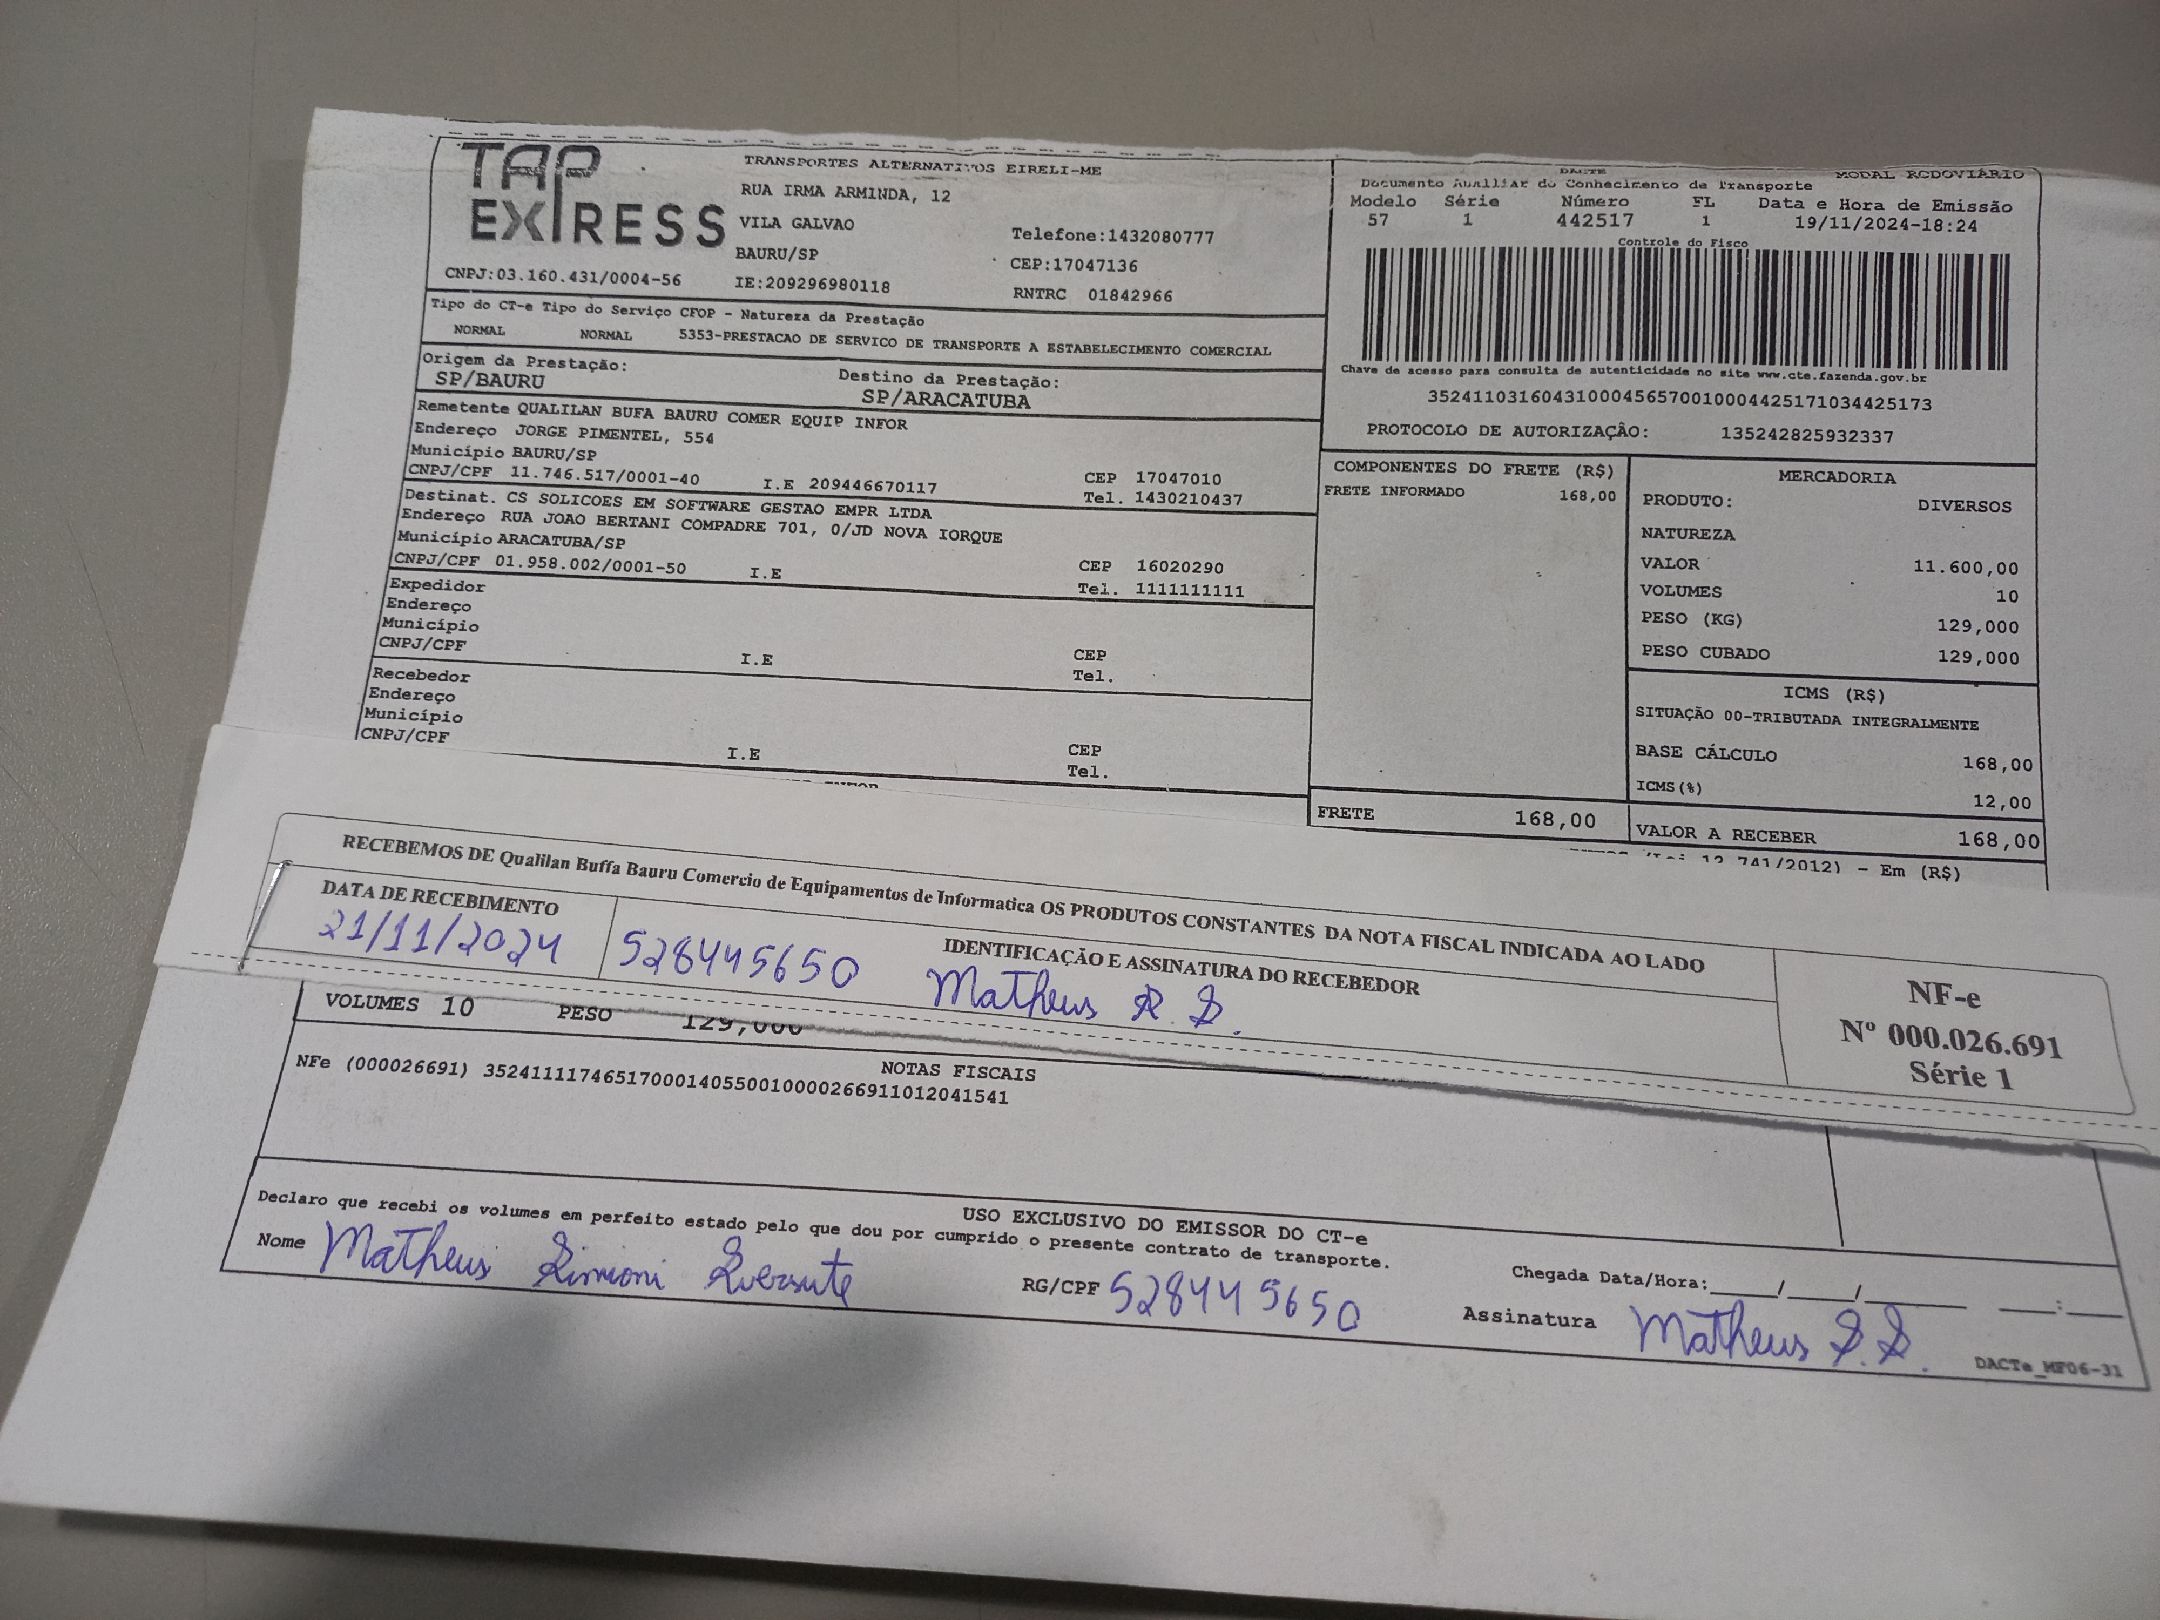 TAP EXPRESS
TRANSPORTES ALTERNATIVOS EIRELI-ME
RUA IRMA ARMINDA, 12
VILA GALVAO Telefone:1432080777
BAURU/SP CEP:17047136
CNPJ:03.160.431/0004-56 IE:209296980118 RNTRC 01842966
DACTE MODAL RODOVIÁRIO
Documento Auxiliar do Conhecimento de Transporte
Modelo Série Número FL Data e Hora de Emissão
57 1 442517 1 19/11/2024-18:24
Controle do Fisco
Chave de acesso para consulta de autenticidade no site www.cte.fazenda.gov.br
35241103160431000456570010004425171034425173
PROTOCOLO DE AUTORIZAÇÃO: 135242825932337
Tipo do CT-e Tipo do Serviço CFOP - Natureza da Prestação
NORMAL NORMAL 5353-PRESTACAO DE SERVICO DE TRANSPORTE A ESTABELECIMENTO COMERCIAL
Origem da Prestação: Destino da Prestação:
SP/BAURU SP/ARACATUBA
Remetente QUALILAN BUFA BAURU COMER EQUIP INFOR
Endereço JORGE PIMENTEL, 554
Município BAURU/SP CEP 17047010
CNPJ/CPF 11.746.517/0001-40 I.E 209446670117 Tel. 1430210437
Destinat. CS SOLICOES EM SOFTWARE GESTAO EMPR LTDA
Endereço RUA JOAO BERTANI COMPADRE 701, 0/JD NOVA IORQUE
Município ARACATUBA/SP CEP 16020290
CNPJ/CPF 01.958.002/0001-50 I.E Tel. 1111111111
Expedidor
Endereço
Município CEP
CNPJ/CPF I.E Tel.
Recebedor
Endereço
Município CEP
CNPJ/CPF I.E Tel.
COMPONENTES DO FRETE (R$)
FRETE INFORMADO 168,00
FRETE 168,00
MERCADORIA
PRODUTO: DIVERSOS
NATUREZA
VALOR 11.600,00
VOLUMES 10
PESO (KG) 129,000
PESO CUBADO 129,000
ICMS (R$)
SITUAÇÃO 00-TRIBUTADA INTEGRALMENTE
BASE CÁLCULO 168,00
ICMS(%) 12,00
VALOR A RECEBER 168,00
12.741/2012) - Em (R$)
RECEBEMOS DE Qualilan Buffa Bauru Comercio de Equipamentos de Informatica OS PRODUTOS CONSTANTES DA NOTA FISCAL INDICADA AO LADO
DATA DE RECEBIMENTO IDENTIFICAÇÃO E ASSINATURA DO RECEBEDOR
21/11/2024 528445650 Matheus S. S.
NF-e
Nº 000.026.691
Série 1
VOLUMES 10 PESO 129,000
NOTAS FISCAIS
NFe (000026691) 35241111746517000140550010000266911012041541
USO EXCLUSIVO DO EMISSOR DO CT-e
Declaro que recebi os volumes em perfeito estado pelo que dou por cumprido o presente contrato de transporte.
Nome Matheus Simioni RG/CPF 528445650 Chegada Data/Hora:____/____/______ ____:____
Assinatura Matheus S. S.
DACTe_MF06-31